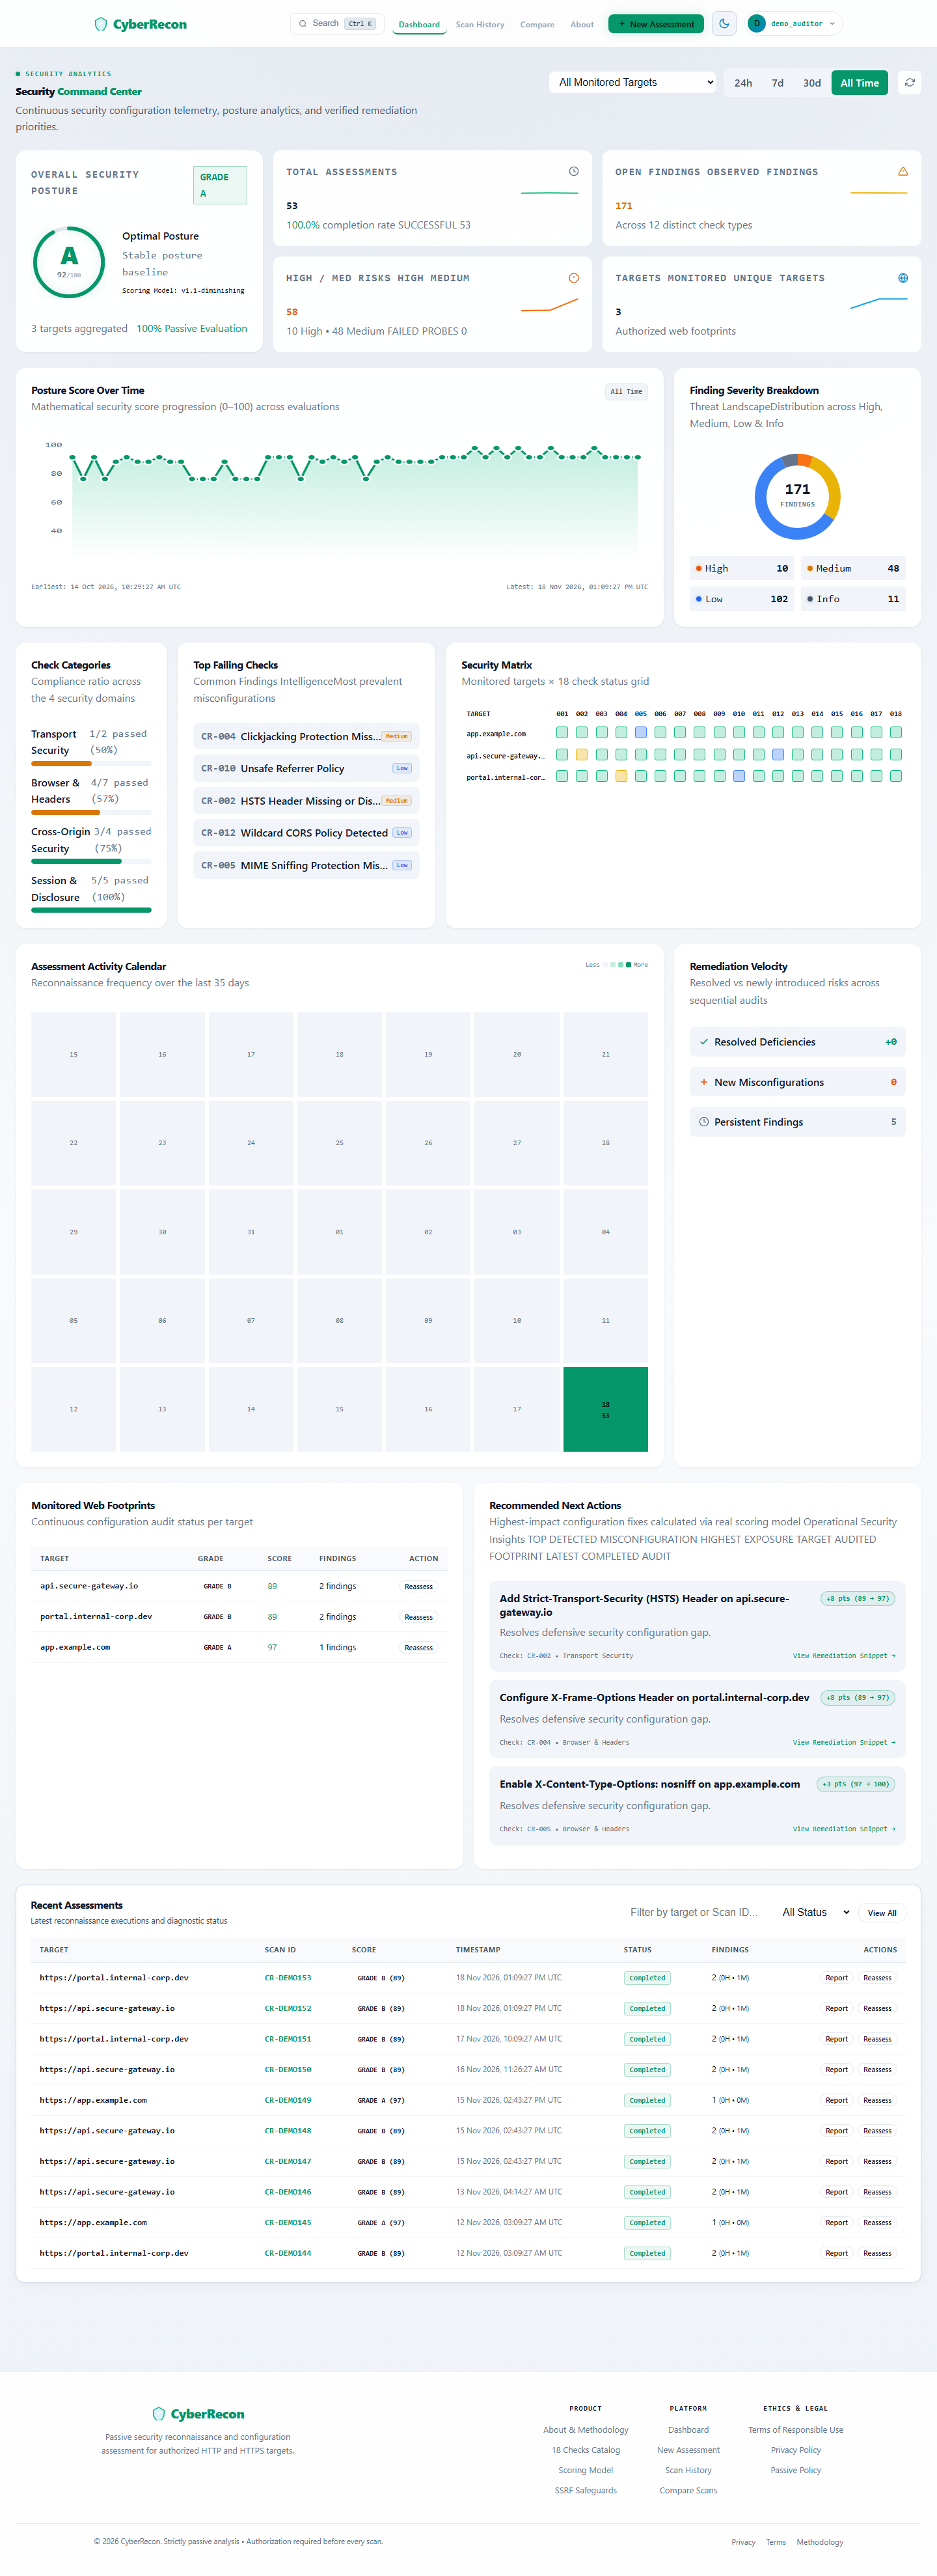 CyberRecon
Search Ctrl K
Dashboard
Scan History
Compare
About
+ New Assessment
D demo_auditor
SECURITY ANALYTICS
Security Command Center
Continuous security configuration telemetry, posture analytics, and verified remediation
priorities.
All Monitored Targets
24h 7d 30d All Time
OVERALL SECURITY
POSTURE
GRADE
A
A
92/100
Optimal Posture
Stable posture
baseline
Scoring Model: v1.1-diminishing
3 targets aggregated 100% Passive Evaluation
TOTAL ASSESSMENTS
53
100.0% completion rate SUCCESSFUL 53
OPEN FINDINGS OBSERVED FINDINGS
171
Across 12 distinct check types
HIGH / MED RISKS HIGH MEDIUM
58
10 High • 48 Medium FAILED PROBES 0
TARGETS MONITORED UNIQUE TARGETS
3
Authorized web footprints
Posture Score Over Time
Mathematical security score progression (0–100) across evaluations
All Time
100
80
60
40
Earliest: 14 Oct 2026, 10:29:27 AM UTC
Latest: 18 Nov 2026, 01:09:27 PM UTC
Finding Severity Breakdown
Threat LandscapeDistribution across High,
Medium, Low & Info
171
FINDINGS
High 10
Medium 48
Low 102
Info 11
Check Categories
Compliance ratio across
the 4 security domains
Transport
Security
1/2 passed
(50%)
Browser &
Headers
4/7 passed
(57%)
Cross-Origin
Security
3/4 passed
(75%)
Session &
Disclosure
5/5 passed
(100%)
Top Failing Checks
Common Findings IntelligenceMost prevalent
misconfigurations
CR-004 Clickjacking Protection Miss... Medium
CR-010 Unsafe Referrer Policy Low
CR-002 HSTS Header Missing or Dis... Medium
CR-012 Wildcard CORS Policy Detected Low
CR-005 MIME Sniffing Protection Mis... Low
Security Matrix
Monitored targets × 18 check status grid
TARGET 001 002 003 004 005 006 007 008 009 010 011 012 013 014 015 016 017 018
app.example.com
api.secure-gateway...
portal.internal-cor...
Assessment Activity Calendar
Reconnaissance frequency over the last 35 days
Less More
15 16 17 18 19 20 21
22 23 24 25 26 27 28
29 30 31 01 02 03 04
05 06 07 08 09 10 11
12 13 14 15 16 17 18
53
Remediation Velocity
Resolved vs newly introduced risks across
sequential audits
Resolved Deficiencies +0
New Misconfigurations 0
Persistent Findings 5
Monitored Web Footprints
Continuous configuration audit status per target
TARGET GRADE SCORE FINDINGS ACTION
api.secure-gateway.io GRADE B 89 2 findings Reassess
portal.internal-corp.dev GRADE B 89 2 findings Reassess
app.example.com GRADE A 97 1 findings Reassess
Recommended Next Actions
Highest-impact configuration fixes calculated via real scoring model Operational Security
Insights TOP DETECTED MISCONFIGURATION HIGHEST EXPOSURE TARGET AUDITED
FOOTPRINT LATEST COMPLETED AUDIT
Add Strict-Transport-Security (HSTS) Header on api.secure-
gateway.io
+8 pts (89 → 97)
Resolves defensive security configuration gap.
Check: CR-002 • Transport Security View Remediation Snippet →
Configure X-Frame-Options Header on portal.internal-corp.dev +8 pts (89 → 97)
Resolves defensive security configuration gap.
Check: CR-004 • Browser & Headers View Remediation Snippet →
Enable X-Content-Type-Options: nosniff on app.example.com +3 pts (97 → 100)
Resolves defensive security configuration gap.
Check: CR-005 • Browser & Headers View Remediation Snippet →
Recent Assessments
Latest reconnaissance executions and diagnostic status
Filter by target or Scan ID...
All Status
View All
TARGET SCAN ID SCORE TIMESTAMP STATUS FINDINGS ACTIONS
https://portal.internal-corp.dev CR-DEMO153 GRADE B (89) 18 Nov 2026, 01:09:27 PM UTC Completed 2 (0H • 1M) Report Reassess
https://api.secure-gateway.io CR-DEMO152 GRADE B (89) 18 Nov 2026, 01:09:27 PM UTC Completed 2 (0H • 1M) Report Reassess
https://portal.internal-corp.dev CR-DEMO151 GRADE B (89) 17 Nov 2026, 10:09:27 AM UTC Completed 2 (0H • 1M) Report Reassess
https://api.secure-gateway.io CR-DEMO150 GRADE B (89) 16 Nov 2026, 11:26:27 AM UTC Completed 2 (0H • 1M) Report Reassess
https://app.example.com CR-DEMO149 GRADE A (97) 15 Nov 2026, 02:43:27 PM UTC Completed 1 (0H • 0M) Report Reassess
https://api.secure-gateway.io CR-DEMO148 GRADE B (89) 15 Nov 2026, 02:43:27 PM UTC Completed 2 (0H • 1M) Report Reassess
https://api.secure-gateway.io CR-DEMO147 GRADE B (89) 15 Nov 2026, 02:43:27 PM UTC Completed 2 (0H • 1M) Report Reassess
https://api.secure-gateway.io CR-DEMO146 GRADE B (89) 13 Nov 2026, 04:14:27 AM UTC Completed 2 (0H • 1M) Report Reassess
https://app.example.com CR-DEMO145 GRADE A (97) 12 Nov 2026, 03:09:27 AM UTC Completed 1 (0H • 0M) Report Reassess
https://portal.internal-corp.dev CR-DEMO144 GRADE B (89) 12 Nov 2026, 03:09:27 AM UTC Completed 2 (0H • 1M) Report Reassess
CyberRecon
Passive security reconnaissance and configuration
assessment for authorized HTTP and HTTPS targets.
PRODUCT
About & Methodology
18 Checks Catalog
Scoring Model
SSRF Safeguards
PLATFORM
Dashboard
New Assessment
Scan History
Compare Scans
ETHICS & LEGAL
Terms of Responsible Use
Privacy Policy
Passive Policy
© 2026 CyberRecon. Strictly passive analysis • Authorization required before every scan.
Privacy Terms Methodology